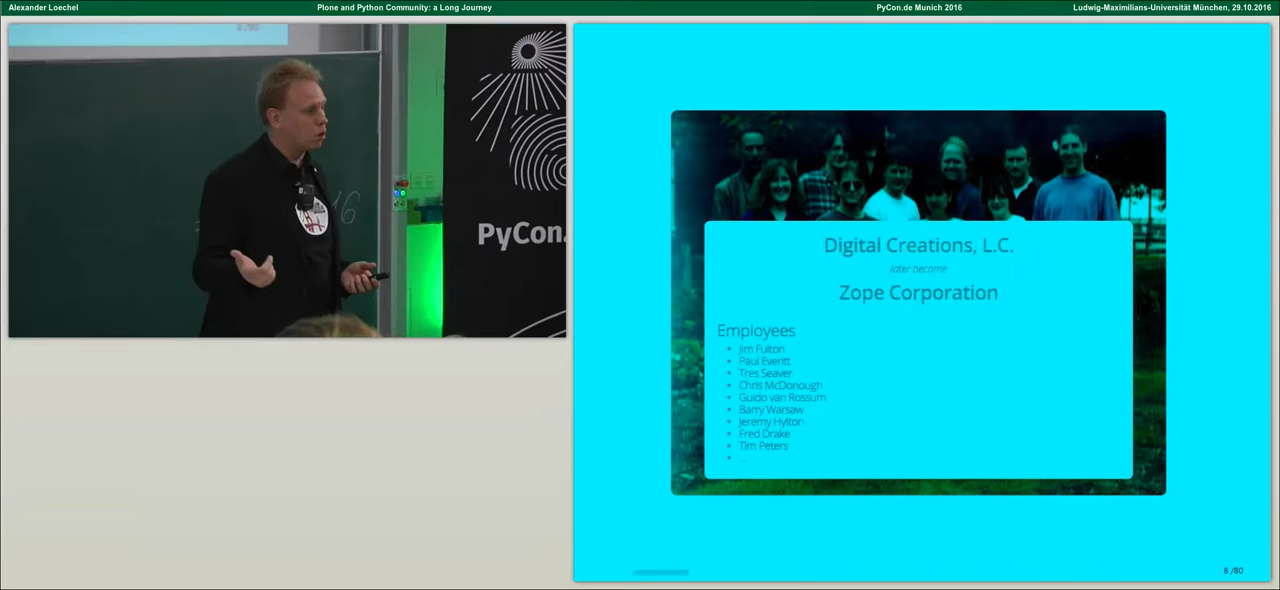 Alexander Loechel
Plone and Python Community: a Long Journey
PyCon.de Munich 2016
Ludwig-Maximilians-Universität München, 29.10.2016
16
PyCon.
Digital Creations, L.C.
later became
Zope Corporation
Employees
• Jim Fulton
• Paul Everitt
• Tres Seaver
• Chris McDonough
• Guido van Rossum
• Barry Warsaw
• Jeremy Hylton
• Fred Drake
• Tim Peters
• ...
8 /80